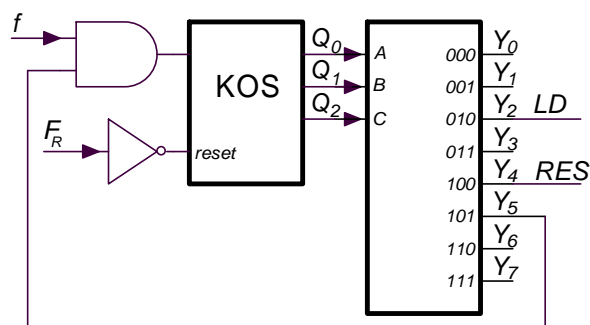 f
F_R
KOS
reset
Q_0
Q_1
Q_2
A
B
C
000 Y_0
001 Y_1
010 Y_2 LD
011 Y_3
100 Y_4 RES
101 Y_5
110 Y_6
111 Y_7